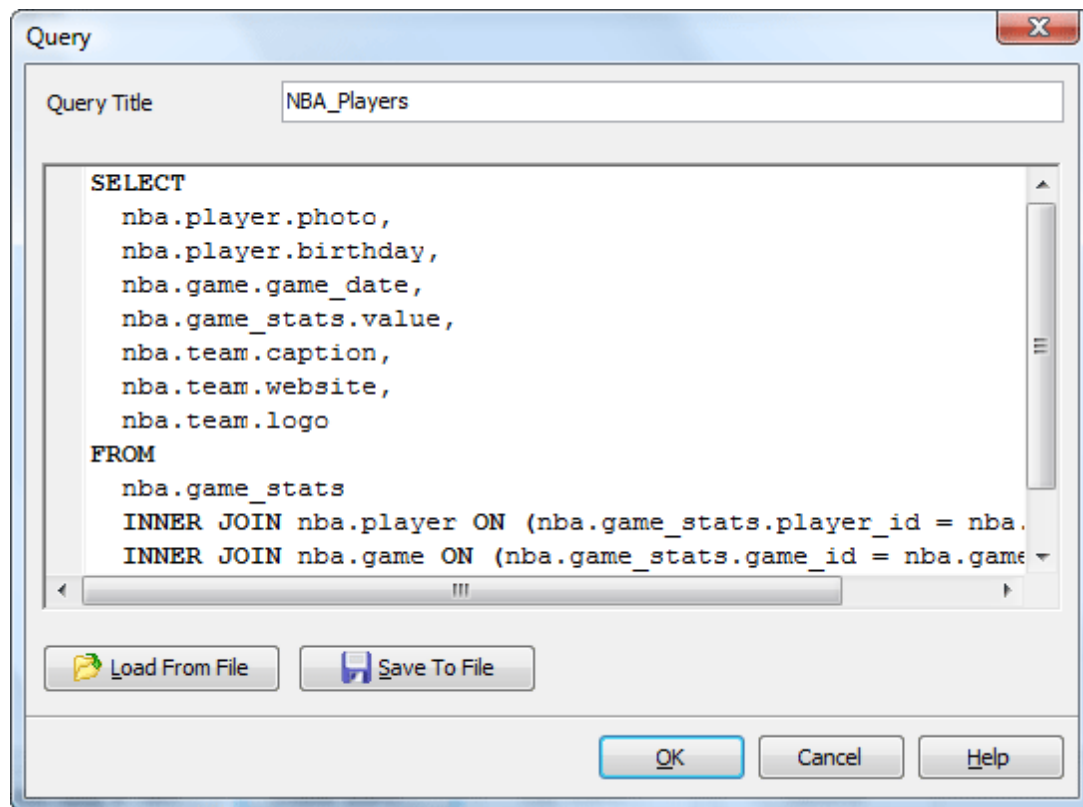 Query
Query Title NBA_Players
SELECT
nba.player.photo,
nba.player.birthday,
nba.game.game_date,
nba.game_stats.value,
nba.team.caption,
nba.team.website,
nba.team.logo
FROM
nba.game_stats
INNER JOIN nba.player ON (nba.game_stats.player_id = nba.
INNER JOIN nba.game ON (nba.game_stats.game_id = nba.game
Load From File Save To File
OK Cancel Help